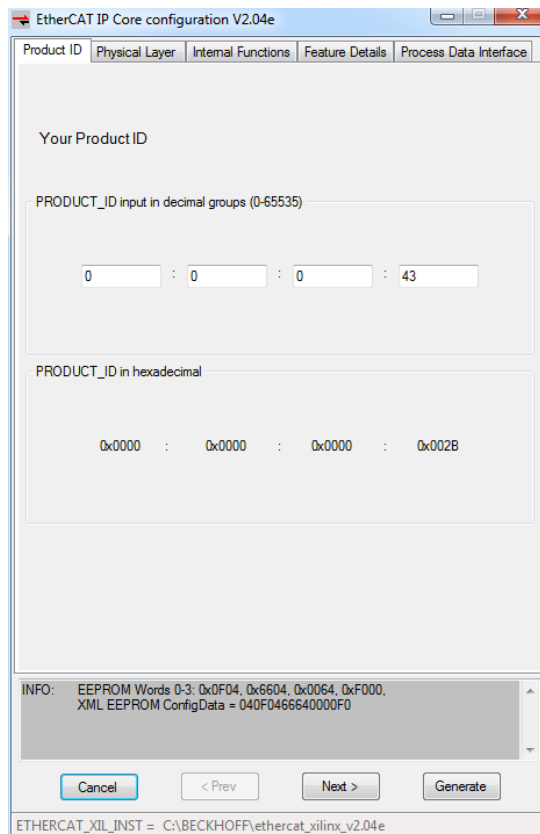 EtherCAT IP Core configuration V2.04e
Product ID Physical Layer Internal Functions Feature Details Process Data Interface
Your Product ID
PRODUCT_ID input in decimal groups (0-65535)
0 : 0 : 0 : 43
PRODUCT_ID in hexadecimal
0x0000 : 0x0000 : 0x0000 : 0x002B
INFO: EEPROM Words 0-3: 0x0F04, 0x6604, 0x0064, 0xF000,
XML EEPROM ConfigData = 040F0466640000F0
Cancel < Prev Next > Generate
ETHERCAT_XIL_INST = C:\BECKHOFF\ethercat_xilinx_v2.04e